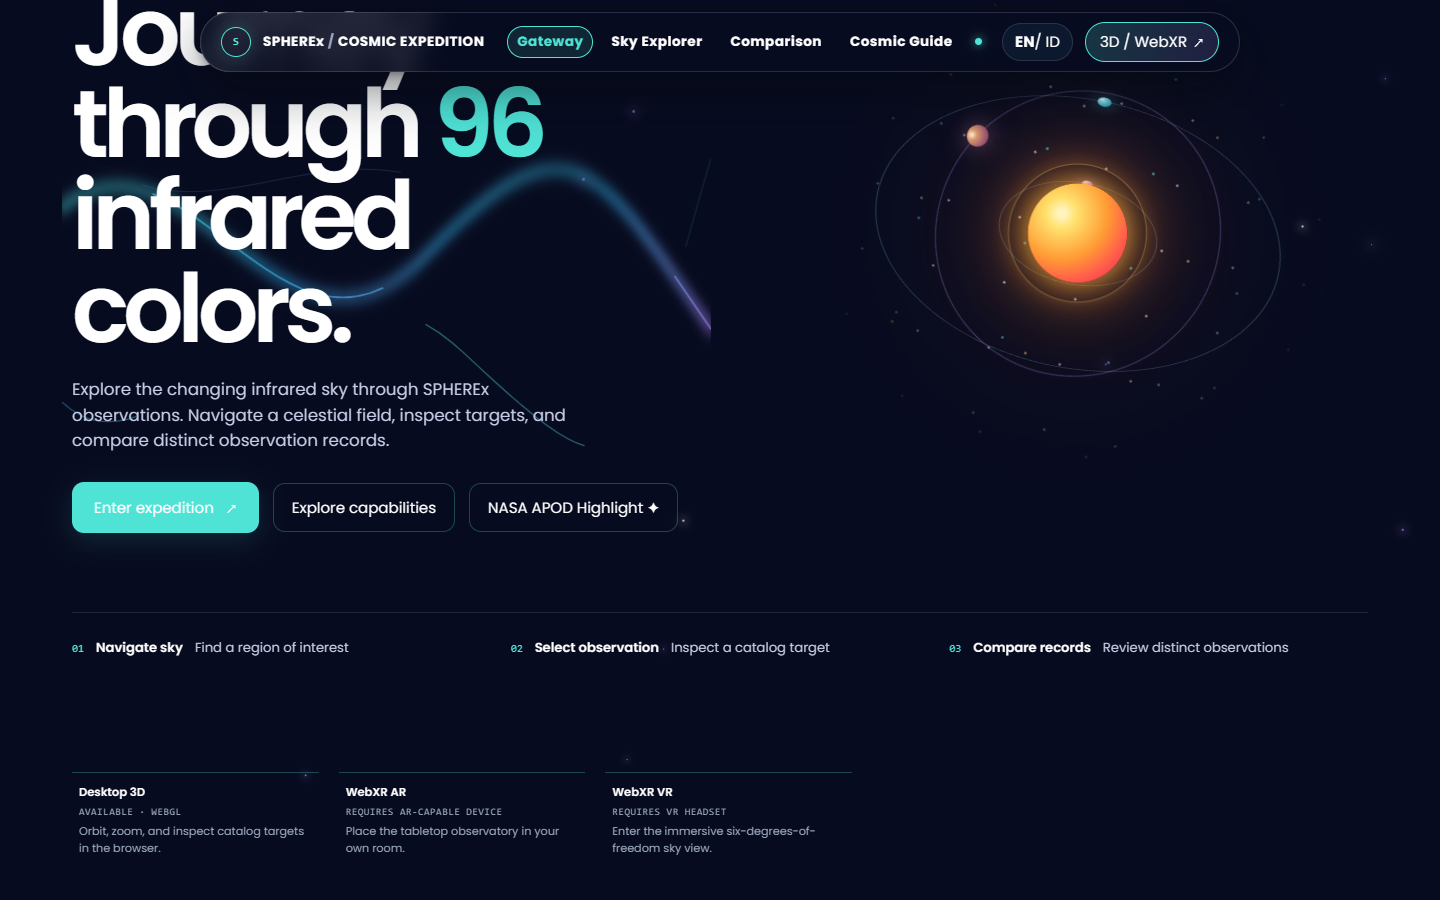 S SPHEREx / COSMIC EXPEDITION Gateway Sky Explorer Comparison Cosmic Guide EN/ ID 3D / WebXR ↗
through 96
infrared
colors.
Explore the changing infrared sky through SPHEREx
observations. Navigate a celestial field, inspect targets, and
compare distinct observation records.
Enter expedition ↗ Explore capabilities NASA APOD Highlight ✦
01 Navigate sky Find a region of interest
02 Select observation Inspect a catalog target
03 Compare records Review distinct observations
Desktop 3D
AVAILABLE · WEBGL
Orbit, zoom, and inspect catalog targets
in the browser.
WebXR AR
REQUIRES AR-CAPABLE DEVICE
Place the tabletop observatory in your
own room.
WebXR VR
REQUIRES VR HEADSET
Enter the immersive six-degrees-of-
freedom sky view.